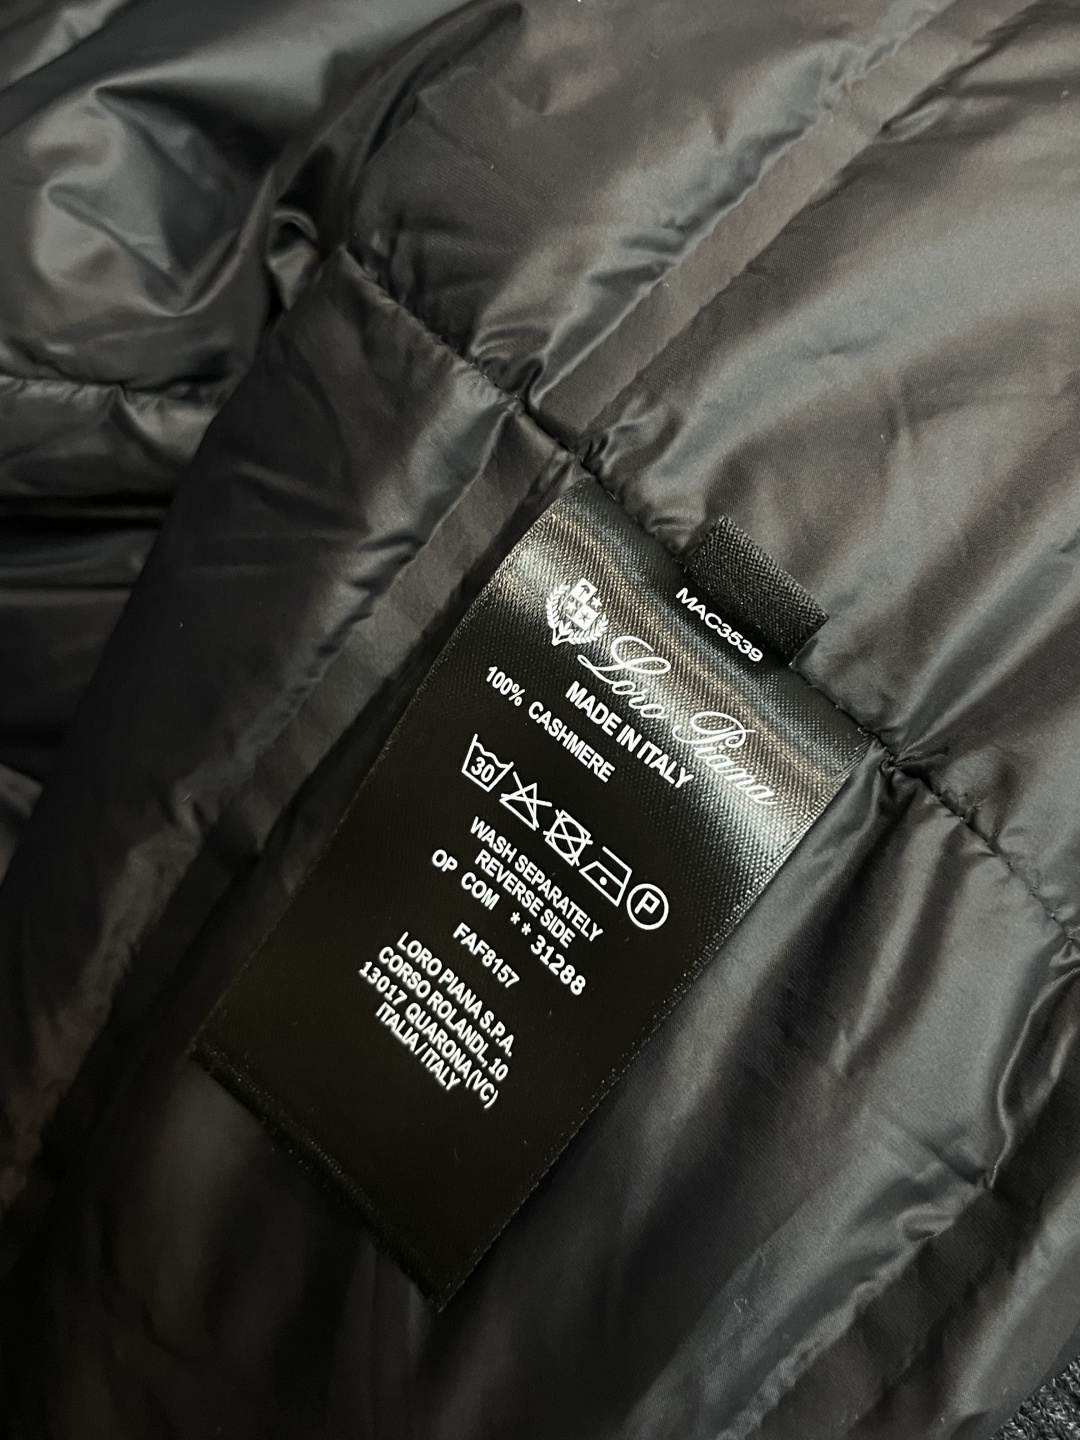 MAC3539
Loro Piana
MADE IN ITALY
100% CASHMERE
30
P
WASH SEPARATELY
REVERSE SIDE
OP COM **31288
FAF8157
LORO PIANA S.P.A,
CORSO ROLANDI, 10
13017 QUARONA (VC)
ITALIA / ITALY